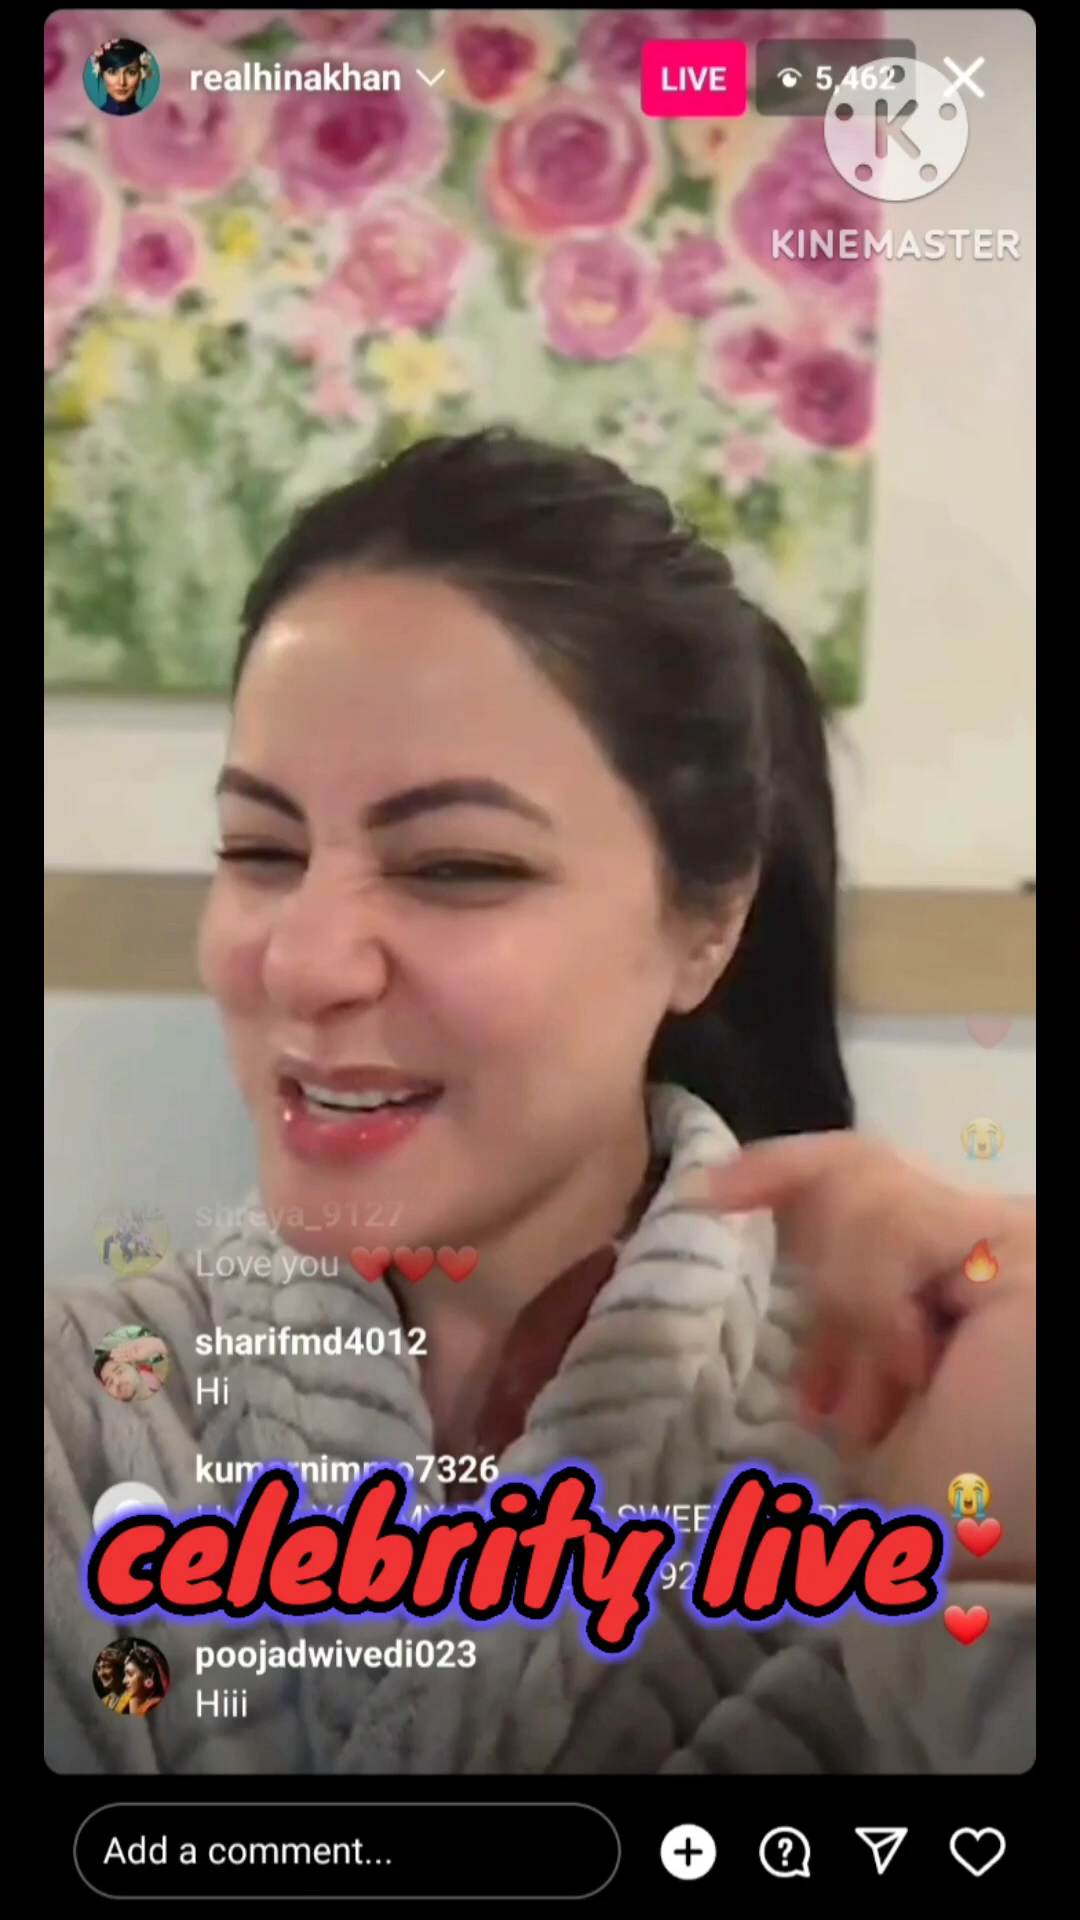 realhinakhan
LIVE
5,462
K
KINEMASTER
shreya_9127
Love you ❤️❤️❤️
sharifmd4012
Hi
celebrity live
poojadwivedi023
Hiii
Add a comment...